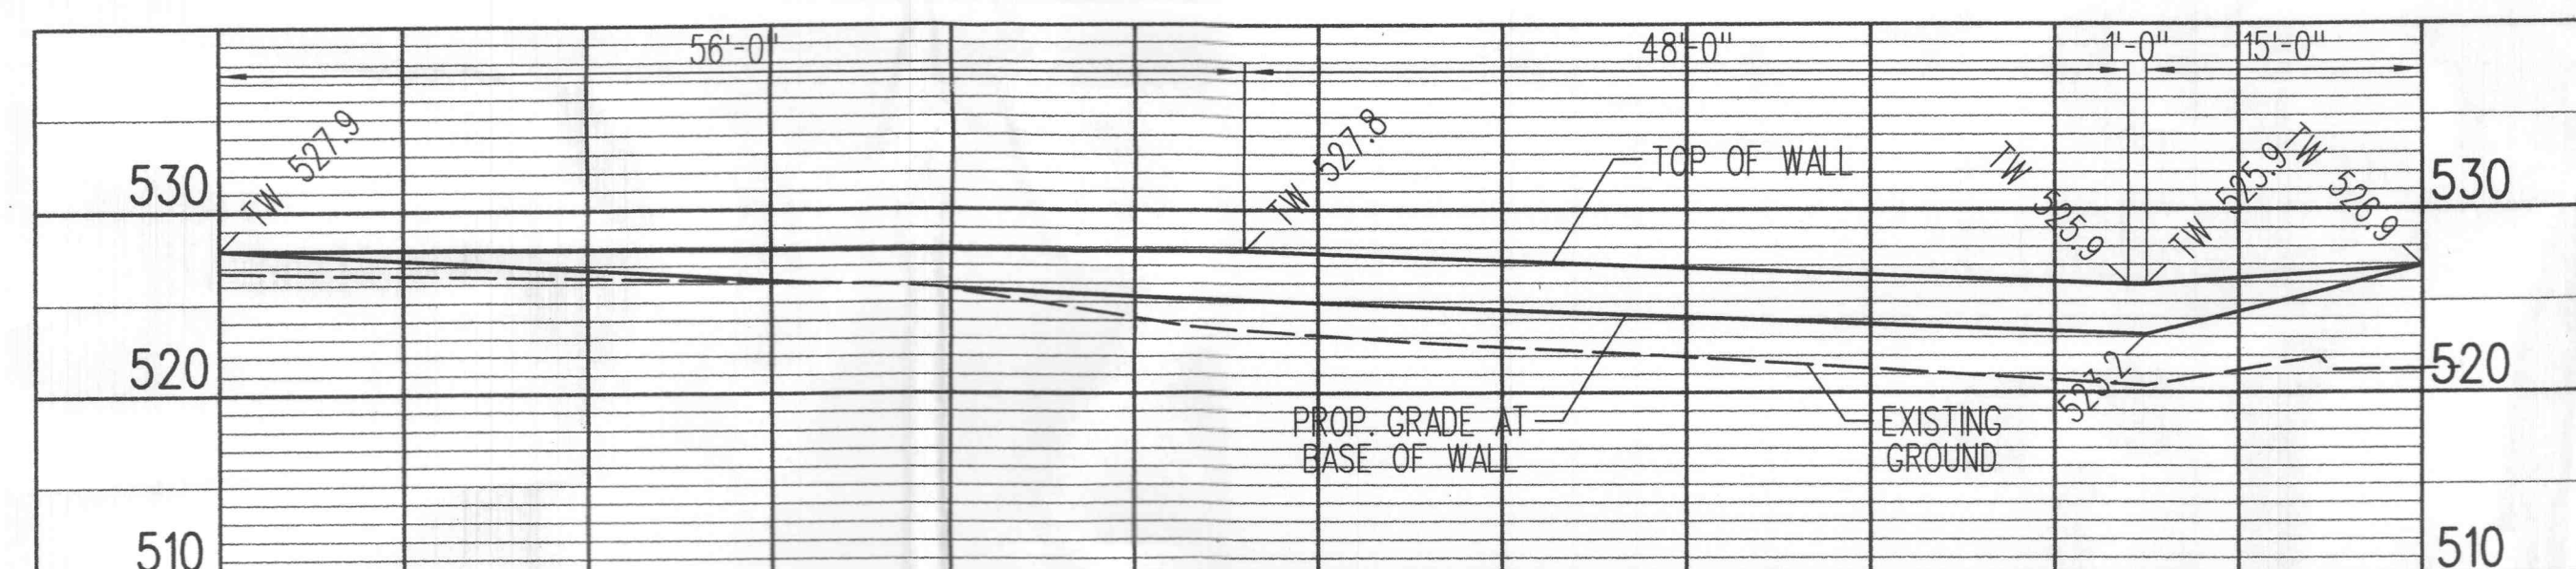 56'-0"
48'-0"
1'-0"
15'-0"
TW 527.9
TW 527.8
TOP OF WALL
TW 525.9
TW 525.9
TW 526.9
530
530
520
520
523.2
PROP. GRADE AT
BASE OF WALL
EXISTING
GROUND
510
510